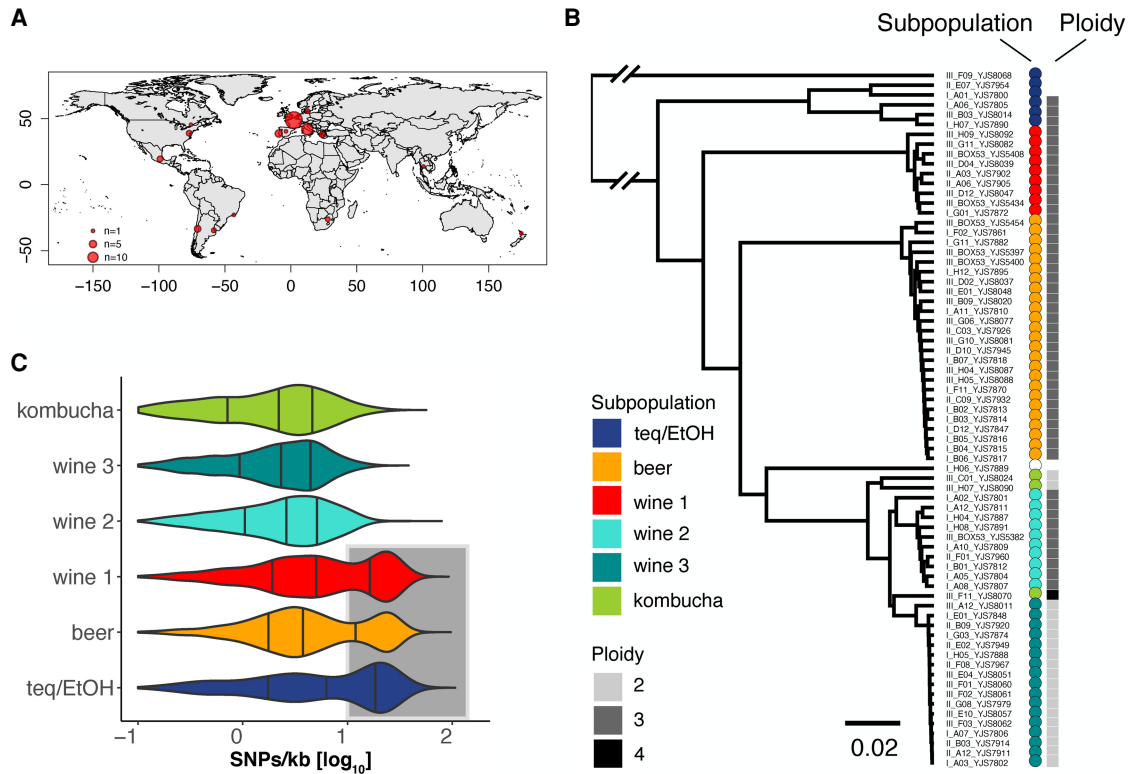 A
50
0
−50
n=1
n=5
n=10
−150
−100
−50
0
50
100
150
B
Subpopulation
Ploidy
III_F09_YJS8068
II_E07_YJS7954
I_A01_YJS7800
I_A06_YJS7805
III_B03_YJS8014
I_H07_YJS7890
III_H09_YJS8092
III_G11_YJS8082
III_BOX53_YJS5408
III_D04_YJS8039
II_A03_YJS7902
II_A06_YJS7905
III_D12_YJS8047
III_BOX53_YJS5434
I_G01_YJS7872
III_BOX53_YJS5454
I_F02_YJS7861
I_G11_YJS7882
III_BOX53_YJS5397
III_BOX53_YJS5400
I_H12_YJS7895
III_D02_YJS8037
III_E01_YJS8048
III_B09_YJS8020
I_A11_YJS7810
III_G06_YJS8077
II_C03_YJS7926
III_G10_YJS8081
II_D10_YJS7945
I_B07_YJS7818
III_H04_YJS8087
III_H05_YJS8088
I_F11_YJS7870
II_C09_YJS7932
I_B02_YJS7813
I_B03_YJS7814
I_D12_YJS7847
I_B05_YJS7816
I_B04_YJS7815
I_B06_YJS7817
I_H06_YJS7889
III_C01_YJS8024
III_H07_YJS8090
I_A02_YJS7801
I_A12_YJS7811
I_H04_YJS7887
I_H08_YJS7891
III_BOX53_YJS5382
I_A10_YJS7809
II_F01_YJS7960
I_B01_YJS7812
I_A05_YJS7804
I_A08_YJS7807
III_F11_YJS8070
III_A12_YJS8011
I_E01_YJS7848
II_B09_YJS7920
I_G03_YJS7874
II_E02_YJS7949
I_H05_YJS7888
II_F08_YJS7967
III_E04_YJS8051
III_F01_YJS8060
III_F02_YJS8061
II_G08_YJS7979
III_E10_YJS8057
III_F03_YJS8062
I_A07_YJS7806
II_B03_YJS7914
II_A12_YJS7911
I_A03_YJS7802
Subpopulation
teq/EtOH
beer
wine 1
wine 2
wine 3
kombucha
Ploidy
2
3
4
0.02
C
kombucha
wine 3
wine 2
wine 1
beer
teq/EtOH
−1
0
1
2
SNPs/kb [log10]